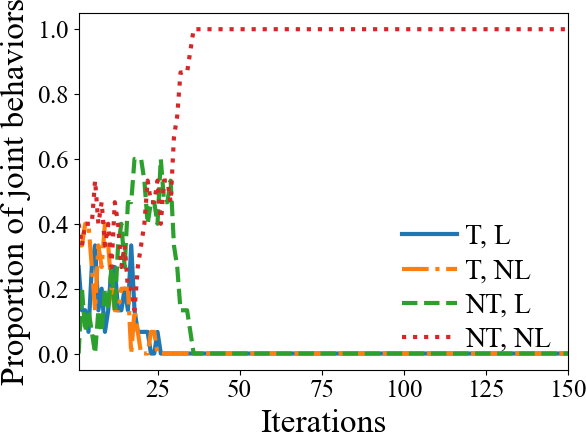 Proportion of joint behaviors
1.0
0.8
0.6
0.4
0.2
0.0
T, L
T, NL
NT, L
NT, NL
25 50 75 100 125 150
Iterations